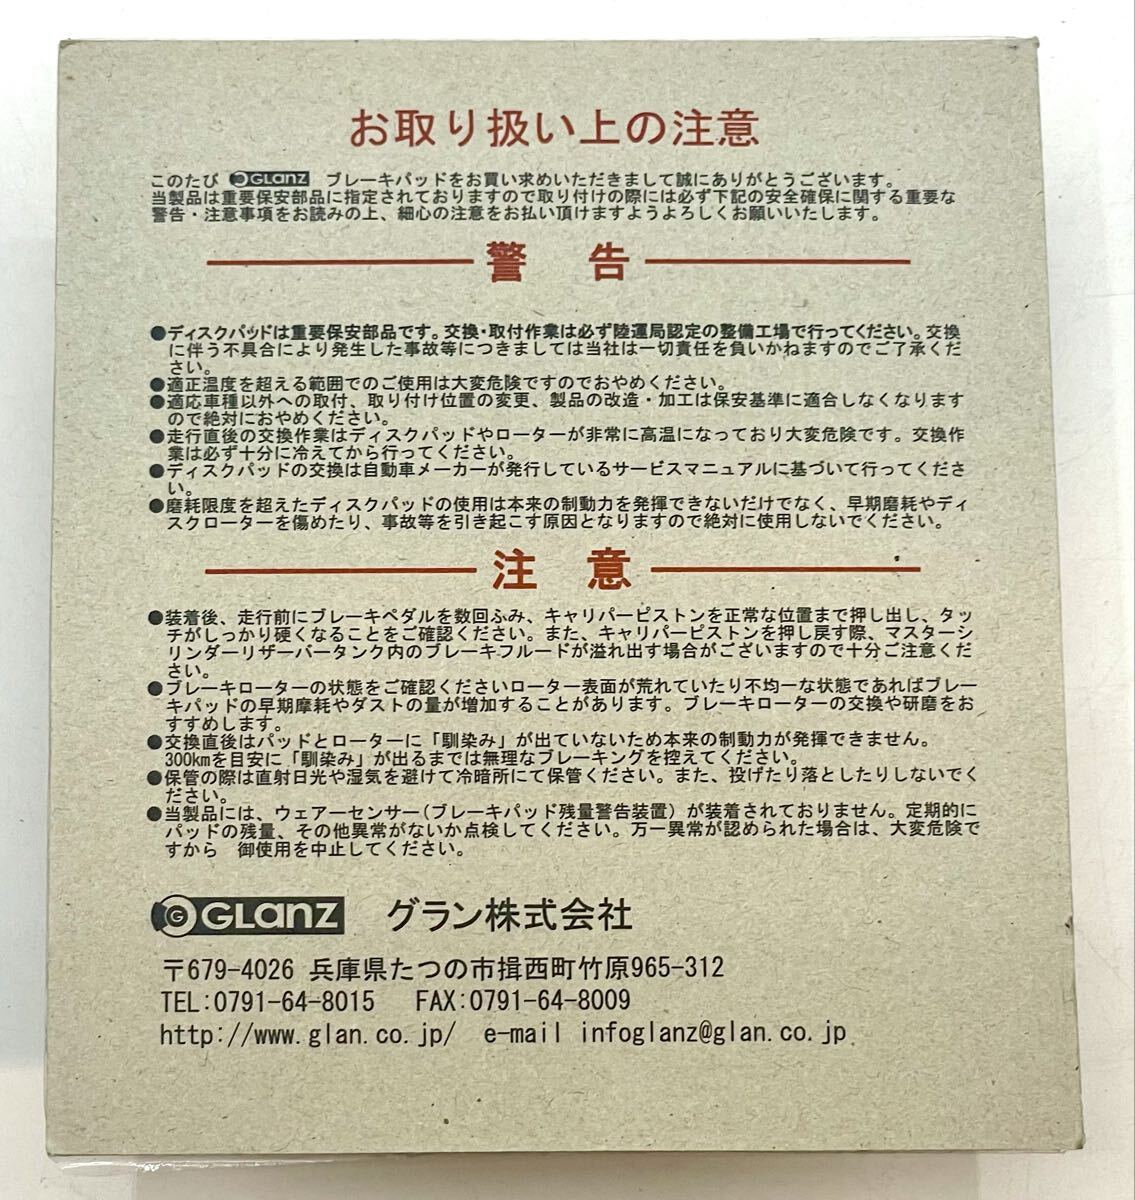 お取り扱い上の注意
このたび GLanz ブレーキパッドをお買い求めいただきまして誠にありがとうございます。
当製品は重要保安部品に指定されておりますので取り付けの際には必ず下記の安全確保に関する重要な
警告・注意事項をお読みの上、細心の注意をお払い頂けますようよろしくお願いいたします。
警 告
●ディスクパッドは重要保安部品です。交換・取付作業は必ず陸運局認定の整備工場で行ってください。交換
に伴う不具合により発生した事故等につきましては当社は一切責任を負いかねますのでご了承くだ
さい。
●適正温度を超える範囲でのご使用は大変危険ですのでおやめください。
●適応車種以外への取付、取り付け位置の変更、製品の改造・加工は保安基準に適合しなくなります
ので絶対におやめください。
●走行直後の交換作業はディスクパッドやローターが非常に高温になっており大変危険です。交換作
業は必ず十分に冷えてから行ってください。
●ディスクパッドの交換は自動車メーカーが発行しているサービスマニュアルに基づいて行ってくださ
い。
●磨耗限度を超えたディスクパッドの使用は本来の制動力を発揮できないだけでなく、早期磨耗やディ
スクローターを傷めたり、事故等を引き起こす原因となりますので絶対に使用しないでください。
注 意
●装着後、走行前にブレーキペダルを数回ふみ、キャリパーピストンを正常な位置まで押し出し、タッ
チがしっかり硬くなることをご確認ください。また、キャリパーピストンを押し戻す際、マスターシ
リンダーリザーバータンク内のブレーキフルードが溢れ出す場合がございますので十分ご注意くだ
さい。
●ブレーキローターの状態をご確認くださいローター表面が荒れていたり不均一な状態であればブレー
キパッドの早期摩耗やダストの量が増加することがあります。ブレーキローターの交換や研磨をお
すすめします。
●交換直後はパッドとローターに「馴染み」が出ていないため本来の制動力が発揮できません。
300kmを目安に「馴染み」が出るまでは無理なブレーキングを控えてください。
●保管の際は直射日光や湿気を避けて冷暗所にて保管ください。また、投げたり落としたりしないでく
ださい。
●当製品には、ウェアーセンサー(ブレーキパッド残量警告装置)が装着されておりません。定期的に
パッドの残量、その他異常がないか点検してください。万一異常が認められた場合は、大変危険で
すから 御使用を中止してください。
G GLanz グラン株式会社
〒679-4026 兵庫県たつの市揖西町竹原965-312
TEL:0791-64-8015 FAX:0791-64-8009
http://www.glan.co.jp/ e-mail infoglanz@glan.co.jp